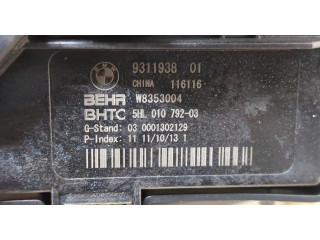 9311938 01
CHINA 116116
BEHR W8353004
BHTC 5HL 010 792-03
G-Stand: 03 0001302129
P-Index: 11 11/10/13 1